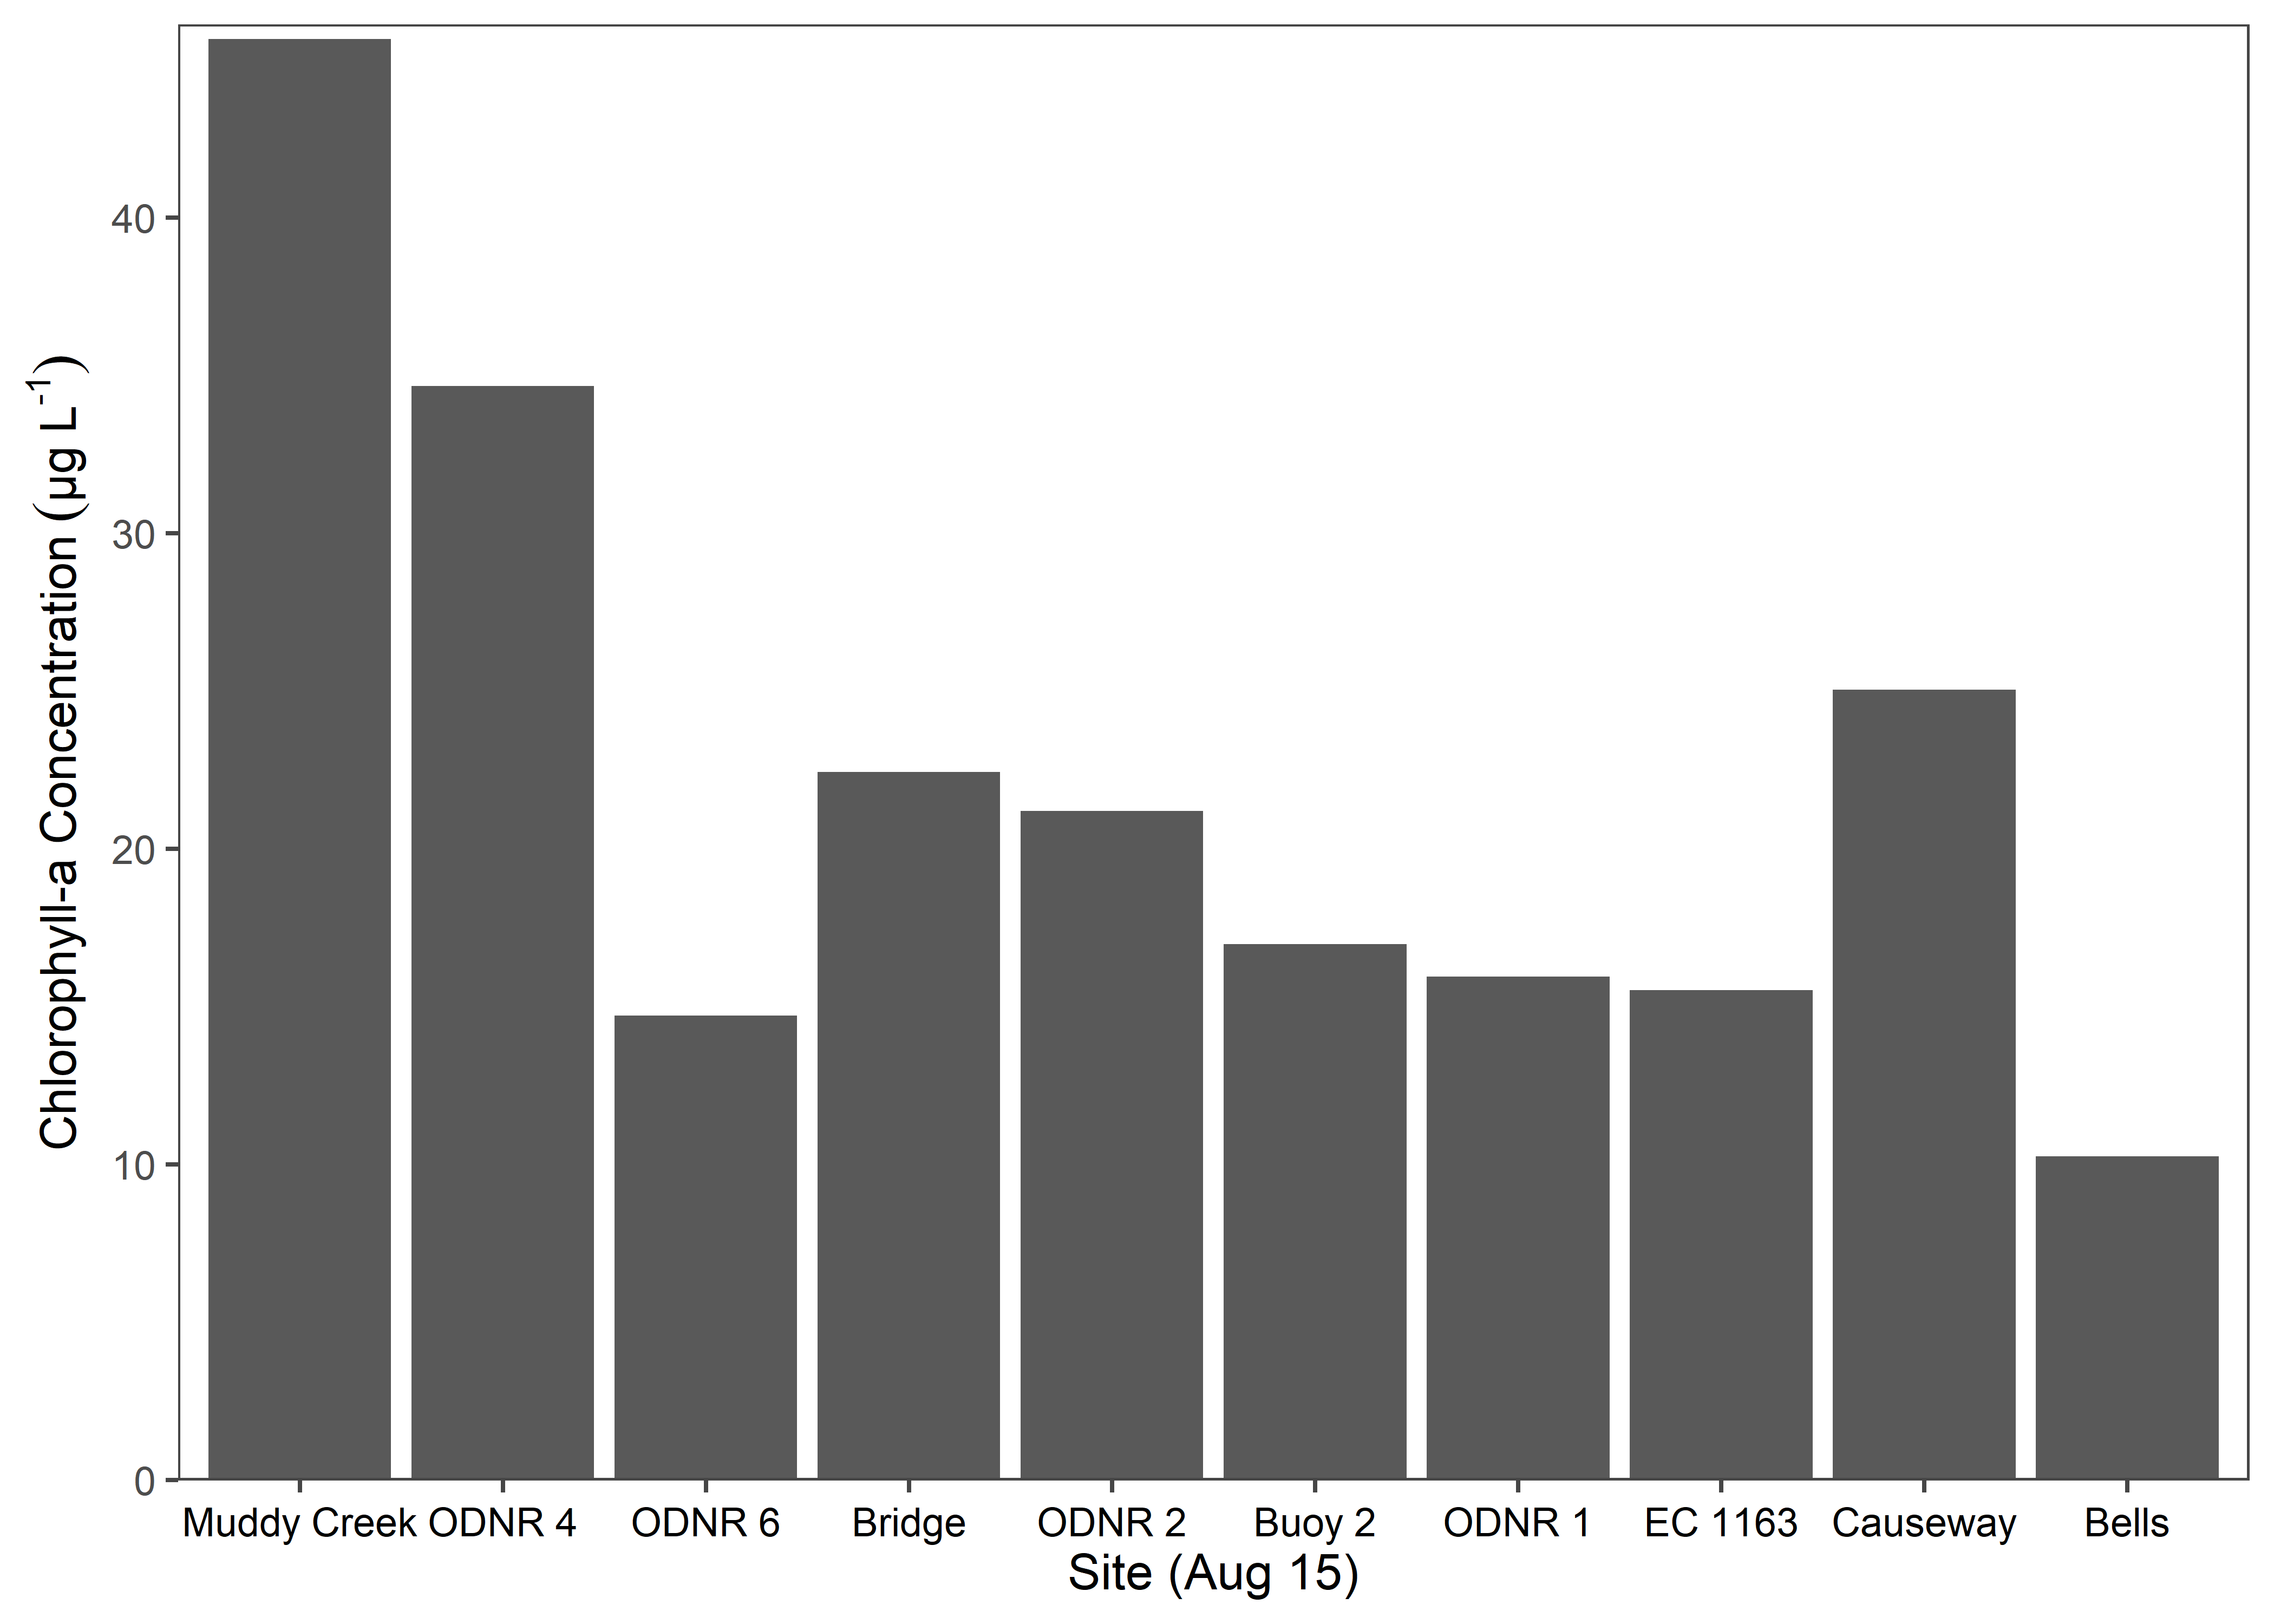 Chlorophyll-a Concentration (µg L⁻¹)
40
30
20
10
0
Muddy Creek ODNR 4 ODNR 6 Bridge ODNR 2 Buoy 2 ODNR 1 EC 1163 Causeway Bells
Site (Aug 15)